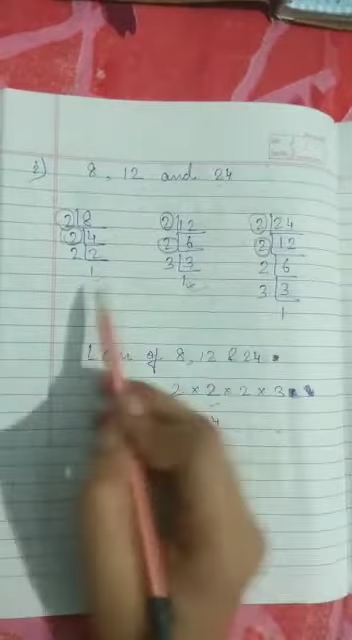 2) 8, 12 and 24
2 8 2 12 2 24
2 4 2 6 2 12
2 2 3 3 2 6
1 1 3 3
1
of 8, 12 & 24
2 × 2 × 2 × 3